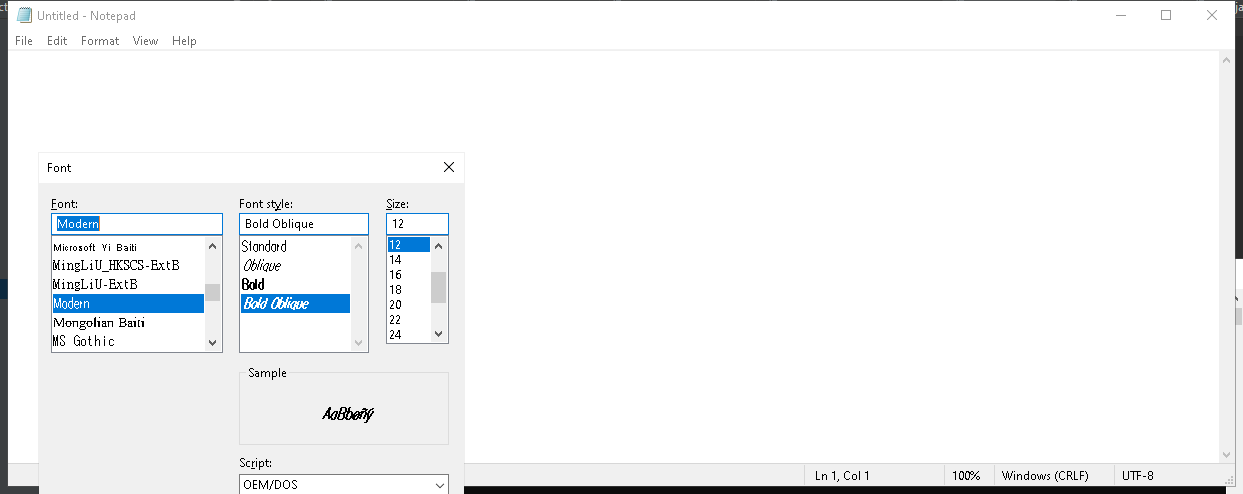 Untitled - Notepad
File Edit Format View Help
Font
Font: Font style: Size:
Modern Bold Oblique 12
Microsoft Yi Baiti
MingLiU_HKSCS-ExtB
MingLiU-ExtB
Modern
Mongolian Baiti
MS Gothic
Standard
Oblique
Bold
Bold Oblique
12
14
16
18
20
22
24
Sample
AaBbøñý
Script:
OEM/DOS
Ln 1, Col 1 100% Windows (CRLF) UTF-8